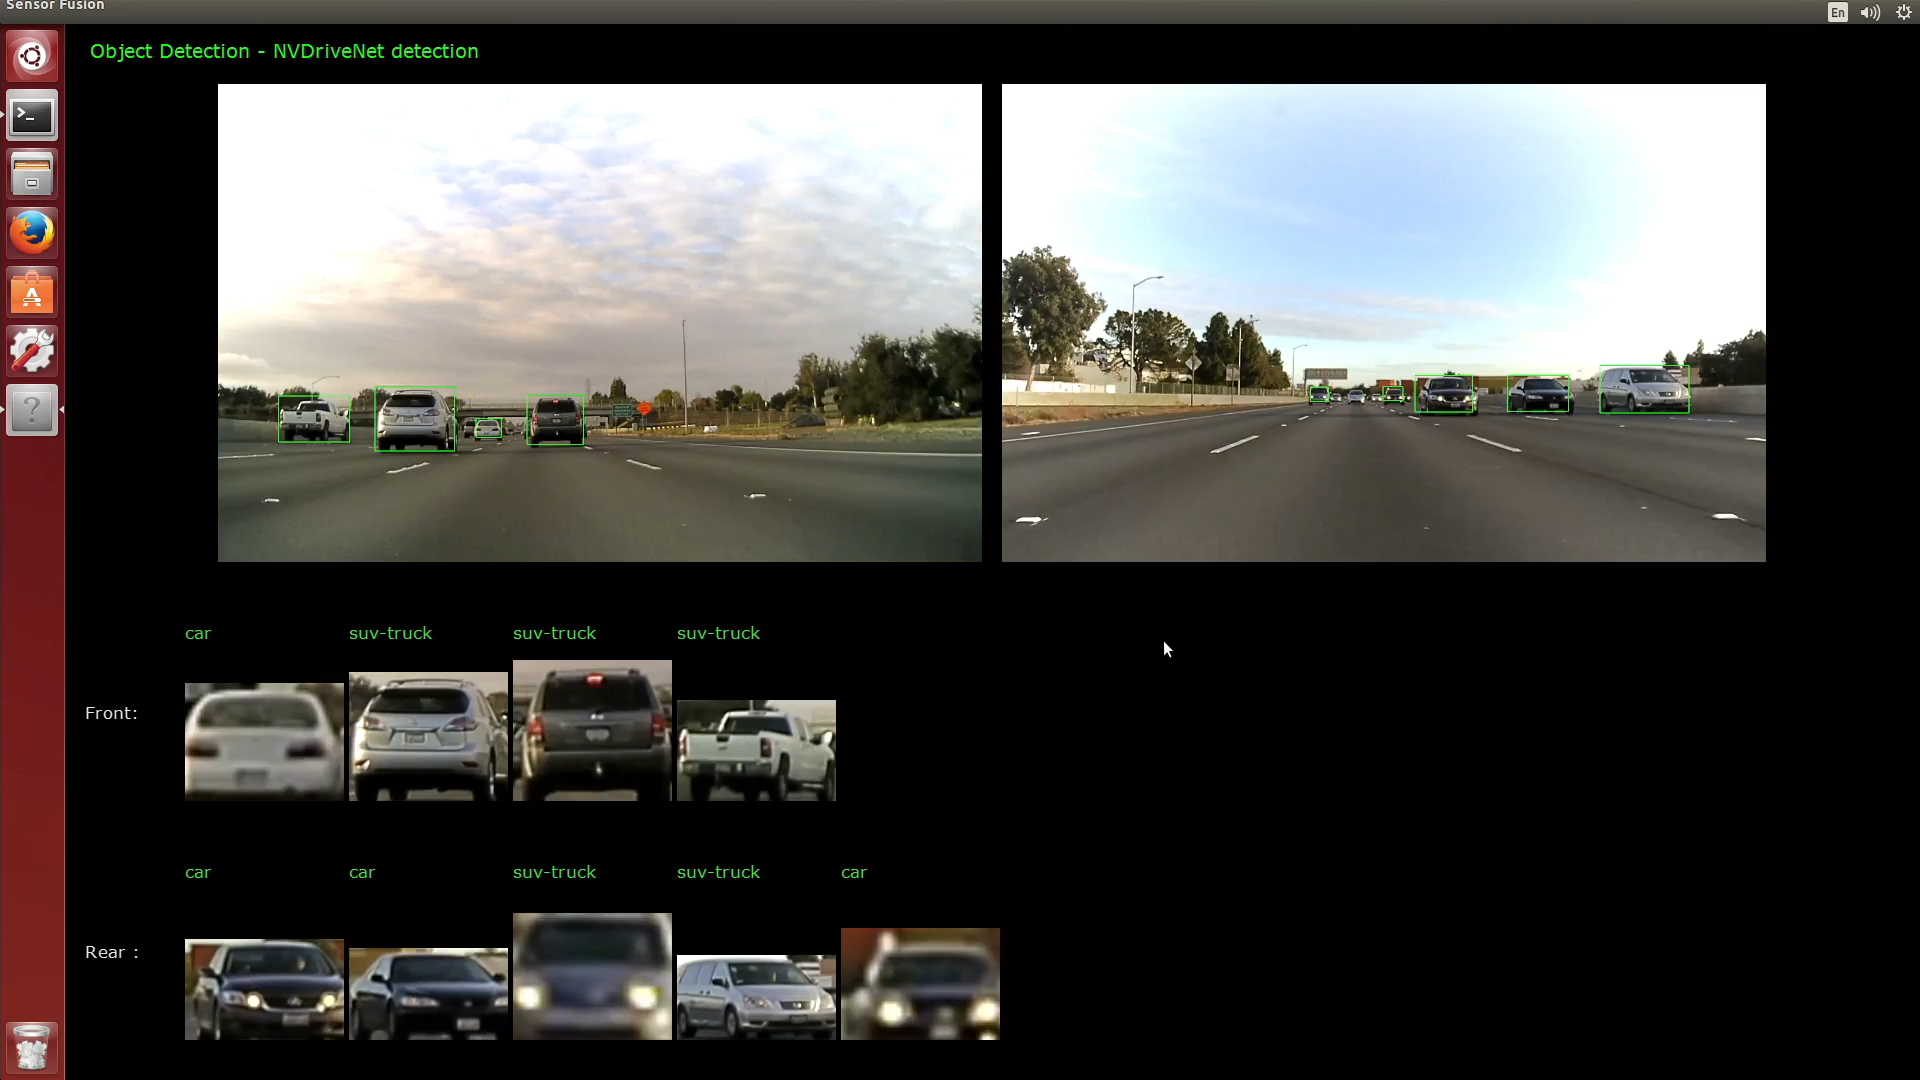 Sensor Fusion
En
Object Detection - NVDriveNet detection
car suv-truck suv-truck suv-truck
Front:
car car suv-truck suv-truck car
Rear :